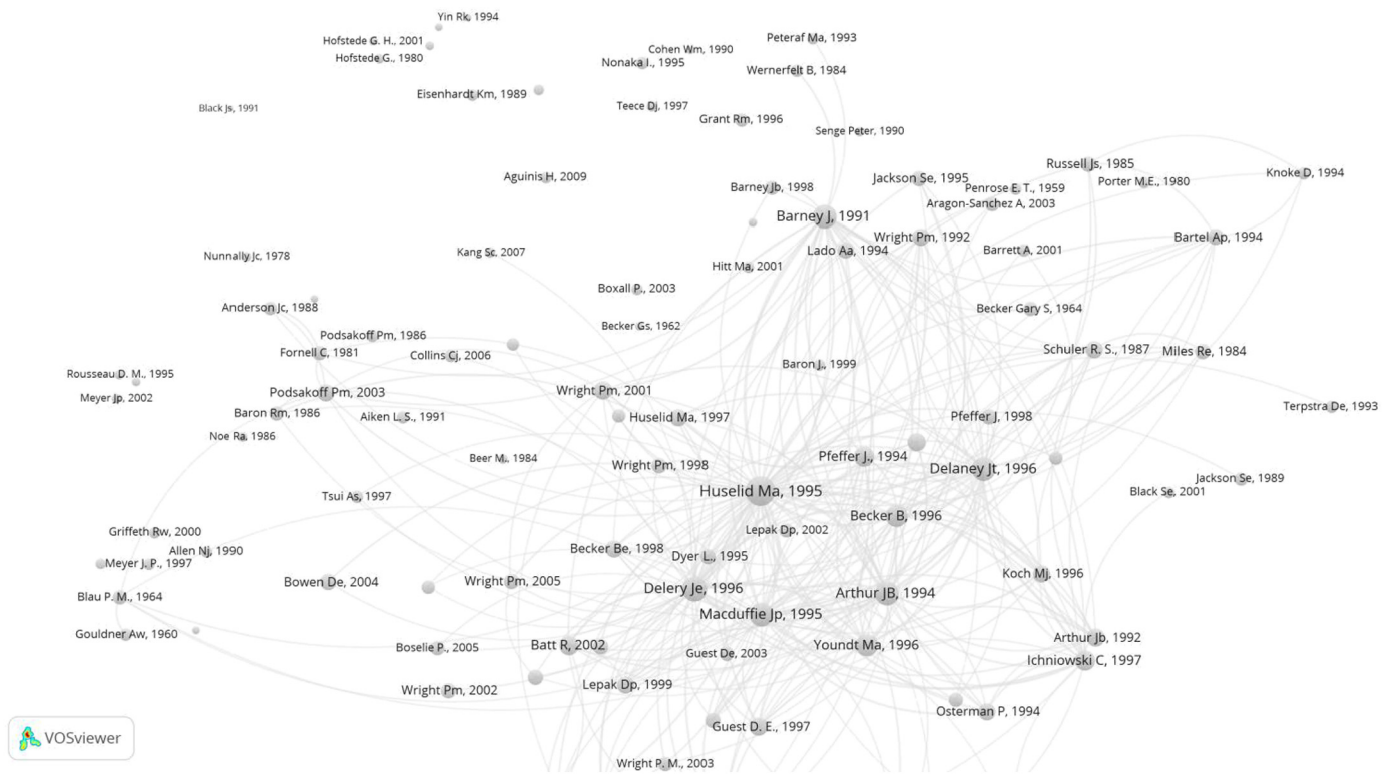 Yin Rk, 1994
Hofstede G. H., 2001
Hofstede G., 1980
Peteraf Ma, 1993
Cohen Wm, 1990
Nonaka I., 1995
Wernerfelt B, 1984
Eisenhardt Km, 1989
Black Js, 1991
Teece Dj, 1997
Grant Rm, 1996
Senge Peter, 1990
Russell Js, 1985
Knoke D, 1994
Aguinis H, 2009
Jackson Se, 1995
Porter M.E., 1980
Barney Jb, 1998
Penrose E. T., 1959
Aragon-Sanchez A, 2003
Barney J, 1991
Wright Pm, 1992
Bartel Ap, 1994
Nunnally Jc, 1978
Kang Sc. 2007
Lado Aa, 1994
Barrett A, 2001
Hitt Ma, 2001
Boxall P., 2003
Anderson Jc, 1988
Becker Gary S, 1964
Becker Gs, 1962
Podsakoff Pm, 1986
Fornell C, 1981
Collins Cj, 2006
Schuler R. S., 1987
Miles Re, 1984
Baron J., 1999
Rousseau D. M., 1995
Meyer Jp, 2002
Podsakoff Pm, 2003
Wright Pm, 2001
Baron Rm, 1986
Aiken L. S., 1991
Huselid Ma, 1997
Pfeffer J, 1998
Terpstra De, 1993
Noe Ra, 1986
Beer M., 1984
Wright Pm, 1998
Pfeffer J., 1994
Delaney Jt, 1996
Jackson Se, 1989
Black Se, 2001
Huselid Ma, 1995
Tsui As, 1997
Becker B, 1996
Griffeth Rw, 2000
Lepak Dp, 2002
Allen Nj, 1990
Meyer J. P., 1997
Becker Be, 1998
Dyer L., 1995
Koch Mj, 1996
Blau P. M., 1964
Bowen De, 2004
Wright Pm, 2005
Delery Je, 1996
Arthur JB, 1994
Macduffie Jp, 1995
Gouldner Aw, 1960
Boselie P., 2005
Batt R, 2002
Guest De, 2003
Youndt Ma, 1996
Arthur Jb, 1992
Ichniowski C, 1997
Wright Pm, 2002
Lepak Dp, 1999
Osterman P, 1994
Guest D. E., 1997
Wright P. M., 2003
VOSviewer